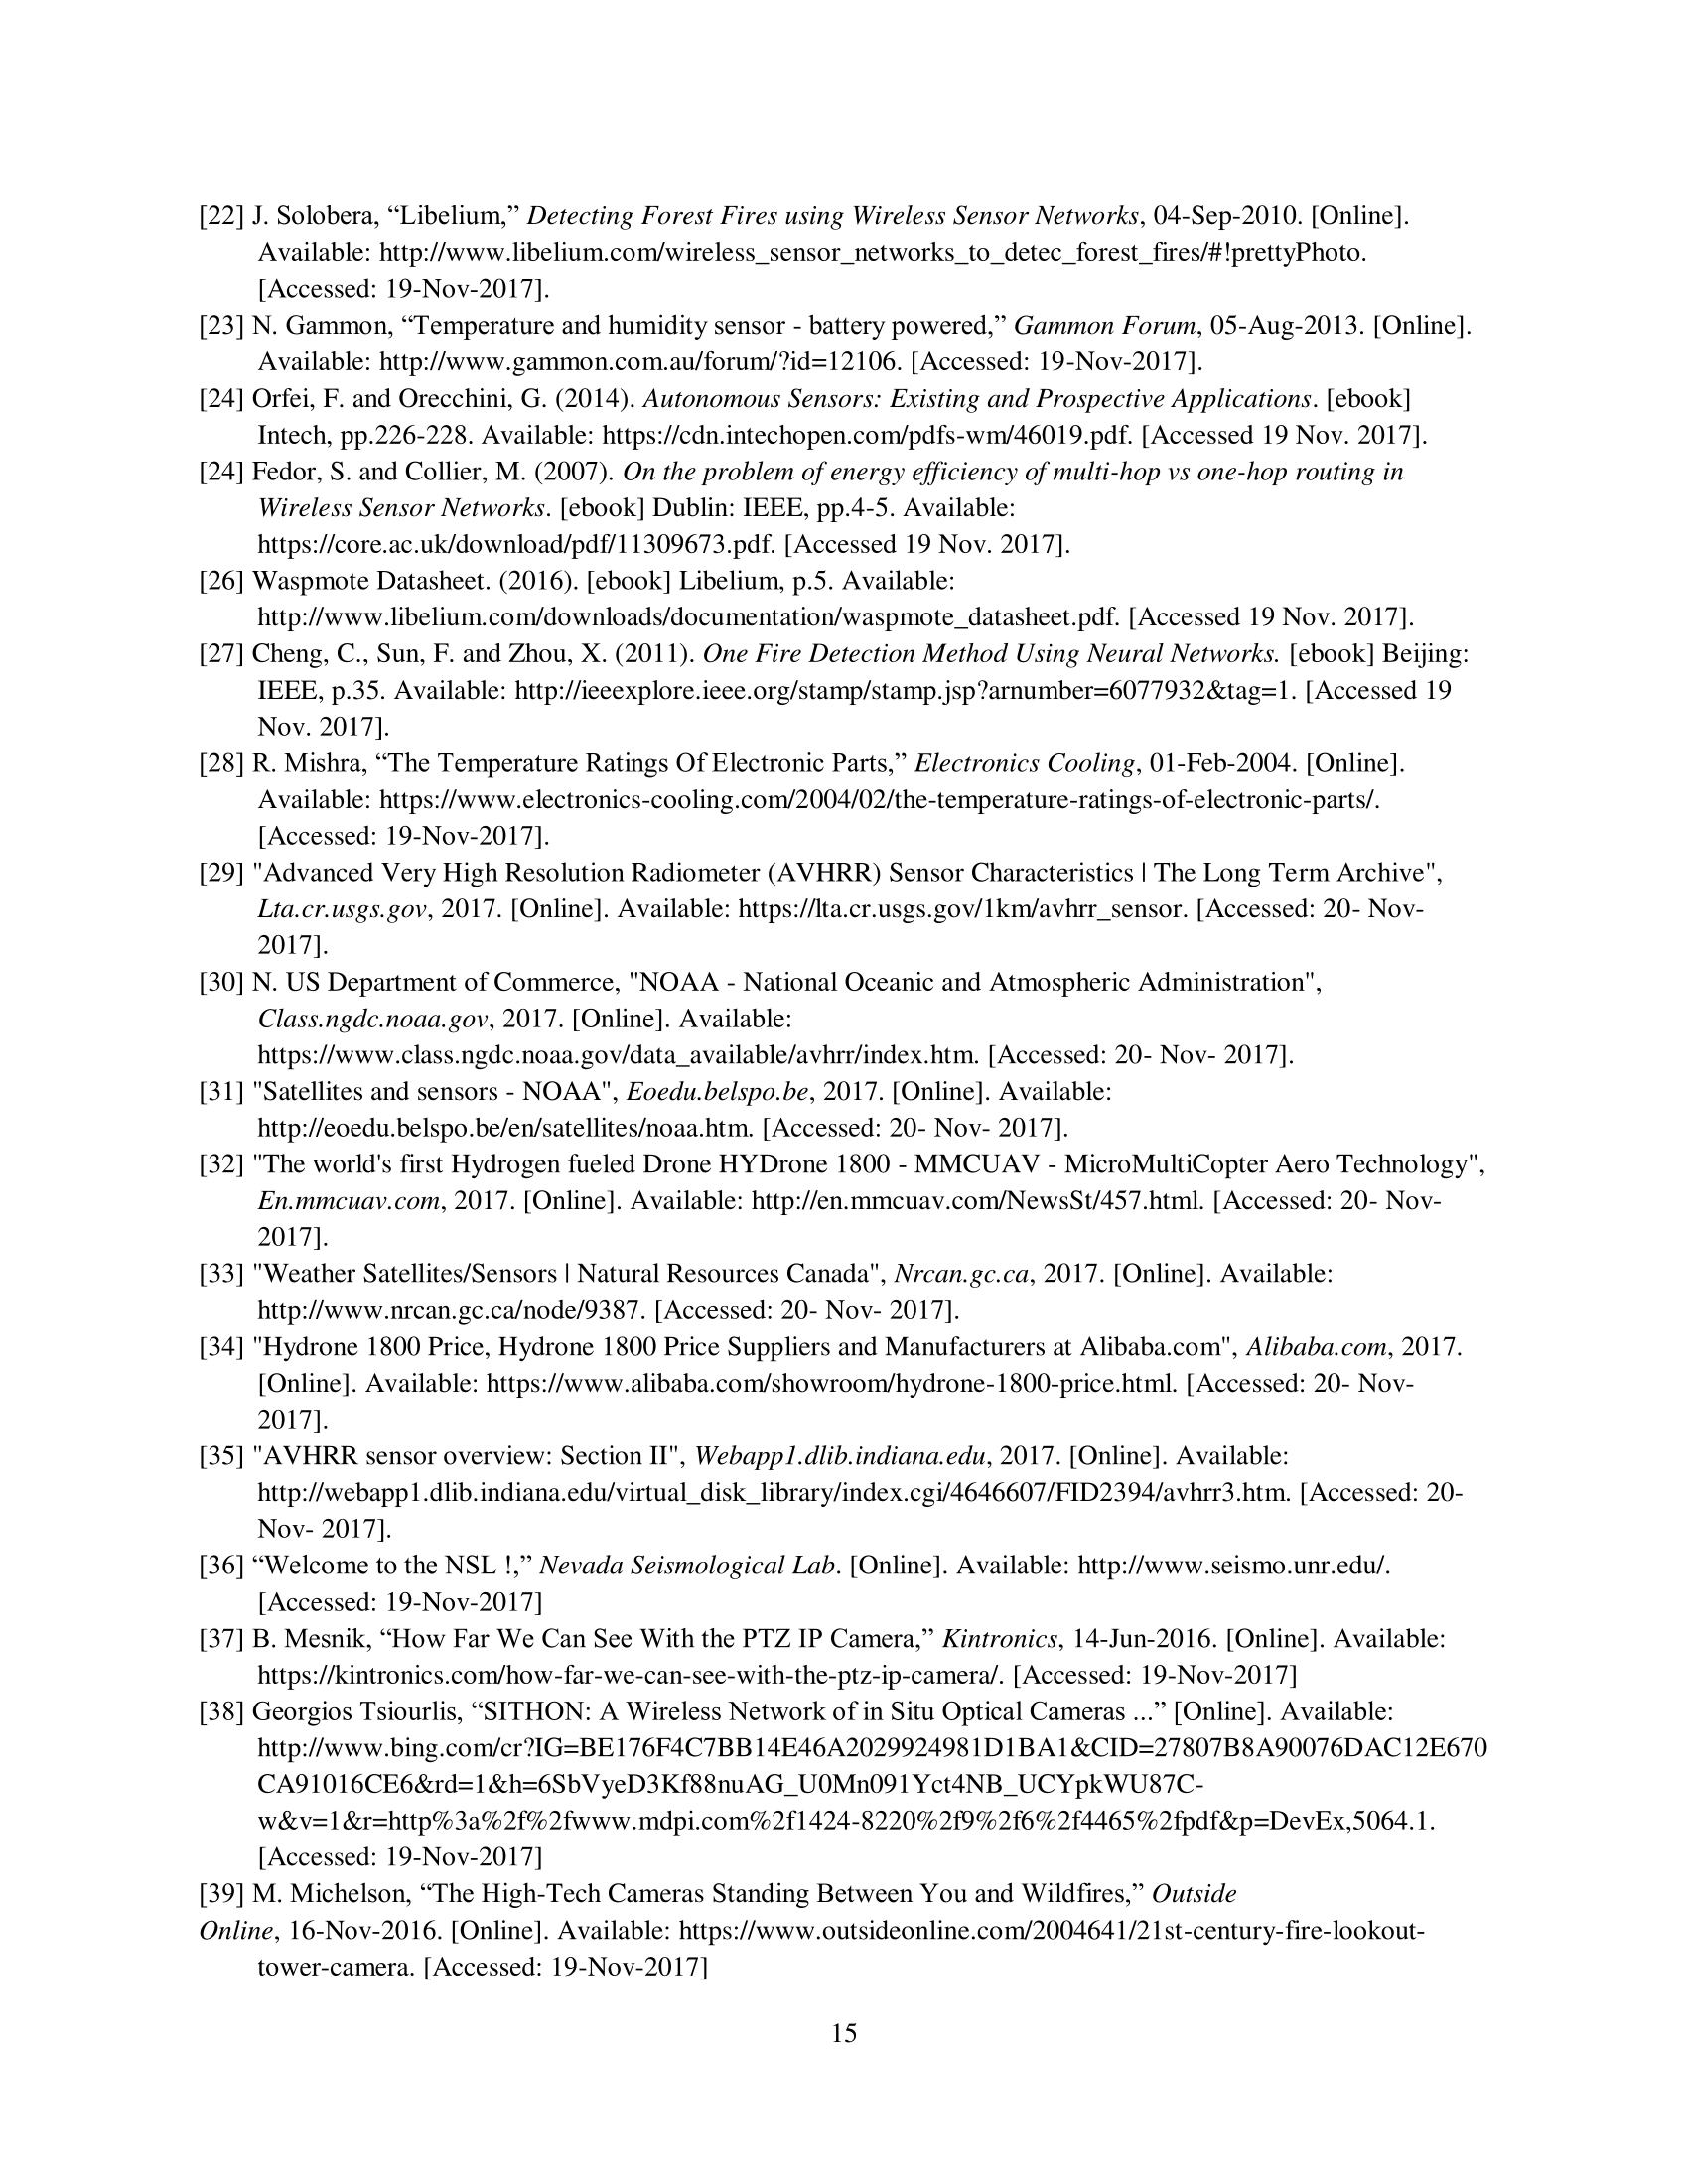 [22] J. Solobera, “Libelium,” Detecting Forest Fires using Wireless Sensor Networks, 04-Sep-2010. [Online].
Available: http://www.libelium.com/wireless_sensor_networks_to_detec_forest_fires/#!prettyPhoto.
[Accessed: 19-Nov-2017].
[23] N. Gammon, “Temperature and humidity sensor - battery powered,” Gammon Forum, 05-Aug-2013. [Online].
Available: http://www.gammon.com.au/forum/?id=12106. [Accessed: 19-Nov-2017].
[24] Orfei, F. and Orecchini, G. (2014). Autonomous Sensors: Existing and Prospective Applications. [ebook]
Intech, pp.226-228. Available: https://cdn.intechopen.com/pdfs-wm/46019.pdf. [Accessed 19 Nov. 2017].
[24] Fedor, S. and Collier, M. (2007). On the problem of energy efficiency of multi-hop vs one-hop routing in
Wireless Sensor Networks. [ebook] Dublin: IEEE, pp.4-5. Available:
https://core.ac.uk/download/pdf/11309673.pdf. [Accessed 19 Nov. 2017].
[26] Waspmote Datasheet. (2016). [ebook] Libelium, p.5. Available:
http://www.libelium.com/downloads/documentation/waspmote_datasheet.pdf. [Accessed 19 Nov. 2017].
[27] Cheng, C., Sun, F. and Zhou, X. (2011). One Fire Detection Method Using Neural Networks. [ebook] Beijing:
IEEE, p.35. Available: http://ieeexplore.ieee.org/stamp/stamp.jsp?arnumber=6077932&tag=1. [Accessed 19
Nov. 2017].
[28] R. Mishra, “The Temperature Ratings Of Electronic Parts,” Electronics Cooling, 01-Feb-2004. [Online].
Available: https://www.electronics-cooling.com/2004/02/the-temperature-ratings-of-electronic-parts/.
[Accessed: 19-Nov-2017].
[29] "Advanced Very High Resolution Radiometer (AVHRR) Sensor Characteristics | The Long Term Archive",
Lta.cr.usgs.gov, 2017. [Online]. Available: https://lta.cr.usgs.gov/1km/avhrr_sensor. [Accessed: 20- Nov-
2017].
[30] N. US Department of Commerce, "NOAA - National Oceanic and Atmospheric Administration",
Class.ngdc.noaa.gov, 2017. [Online]. Available:
https://www.class.ngdc.noaa.gov/data_available/avhrr/index.htm. [Accessed: 20- Nov- 2017].
[31] "Satellites and sensors - NOAA", Eoedu.belspo.be, 2017. [Online]. Available:
http://eoedu.belspo.be/en/satellites/noaa.htm. [Accessed: 20- Nov- 2017].
[32] "The world's first Hydrogen fueled Drone HYDrone 1800 - MMCUAV - MicroMultiCopter Aero Technology",
En.mmcuav.com, 2017. [Online]. Available: http://en.mmcuav.com/NewsSt/457.html. [Accessed: 20- Nov-
2017].
[33] "Weather Satellites/Sensors | Natural Resources Canada", Nrcan.gc.ca, 2017. [Online]. Available:
http://www.nrcan.gc.ca/node/9387. [Accessed: 20- Nov- 2017].
[34] "Hydrone 1800 Price, Hydrone 1800 Price Suppliers and Manufacturers at Alibaba.com", Alibaba.com, 2017.
[Online]. Available: https://www.alibaba.com/showroom/hydrone-1800-price.html. [Accessed: 20- Nov-
2017].
[35] "AVHRR sensor overview: Section II", Webapp1.dlib.indiana.edu, 2017. [Online]. Available:
http://webapp1.dlib.indiana.edu/virtual_disk_library/index.cgi/4646607/FID2394/avhrr3.htm. [Accessed: 20-
Nov- 2017].
[36] “Welcome to the NSL !,” Nevada Seismological Lab. [Online]. Available: http://www.seismo.unr.edu/.
[Accessed: 19-Nov-2017]
[37] B. Mesnik, “How Far We Can See With the PTZ IP Camera,” Kintronics, 14-Jun-2016. [Online]. Available:
https://kintronics.com/how-far-we-can-see-with-the-ptz-ip-camera/. [Accessed: 19-Nov-2017]
[38] Georgios Tsiourlis, “SITHON: A Wireless Network of in Situ Optical Cameras ...” [Online]. Available:
http://www.bing.com/cr?IG=BE176F4C7BB14E46A2029924981D1BA1&CID=27807B8A90076DAC12E670
CA91016CE6&rd=1&h=6SbVyeD3Kf88nuAG_U0Mn091Yct4NB_UCYpkWU87C-
w&v=1&r=http%3a%2f%2fwww.mdpi.com%2f1424-8220%2f9%2f6%2f4465%2fpdf&p=DevEx,5064.1.
[Accessed: 19-Nov-2017]
[39] M. Michelson, “The High-Tech Cameras Standing Between You and Wildfires,” Outside
Online, 16-Nov-2016. [Online]. Available: https://www.outsideonline.com/2004641/21st-century-fire-lookout-
tower-camera. [Accessed: 19-Nov-2017]
15